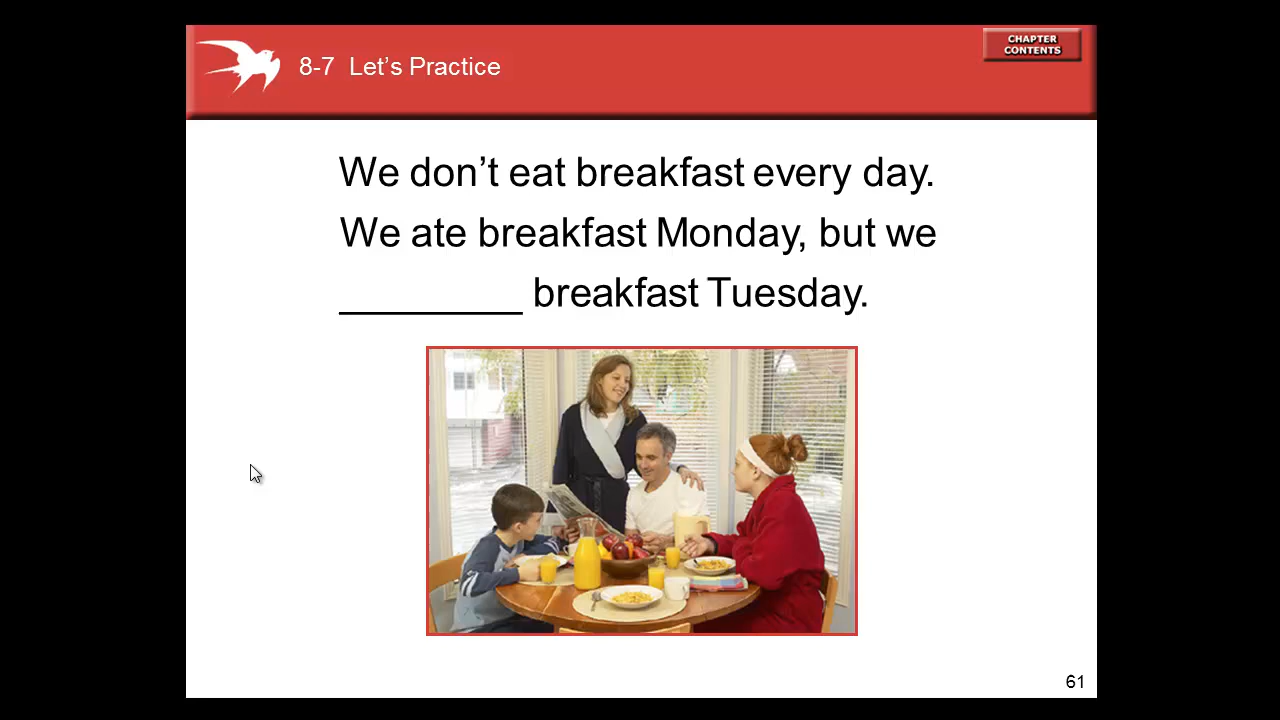 8-7 Let’s Practice
CHAPTER
CONTENTS
We don’t eat breakfast every day.
We ate breakfast Monday, but we
________ breakfast Tuesday.
61